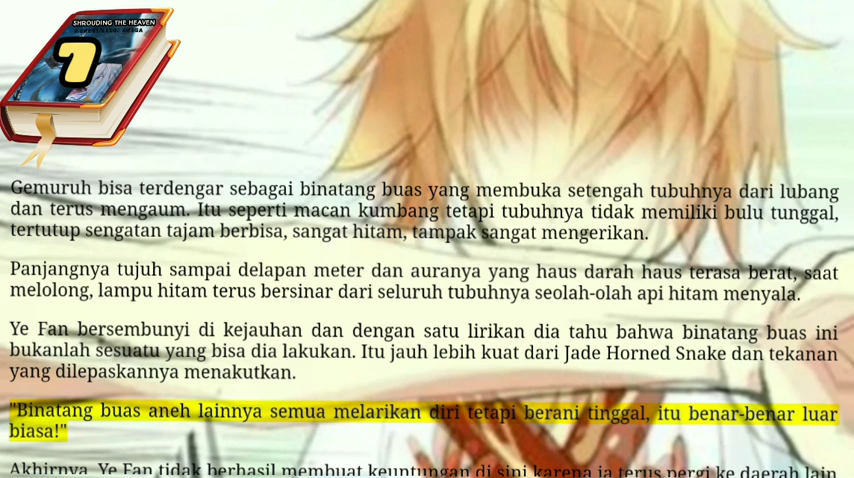 SHROUDING THE HEAVEN
7
Gemuruh bisa terdengar sebagai binatang buas yang membuka setengah tubuhnya dari lubang
dan terus mengaum. Itu seperti macan kumbang tetapi tubuhnya tidak memiliki bulu tunggal,
tertutup sengatan tajam berbisa, sangat hitam, tampak sangat mengerikan.
Panjangnya tujuh sampai delapan meter dan auranya yang haus darah haus terasa berat, saat
melolong, lampu hitam terus bersinar dari seluruh tubuhnya seolah-olah api hitam menyala.
Ye Fan bersembunyi di kejauhan dan dengan satu lirikan dia tahu bahwa binatang buas ini
bukanlah sesuatu yang bisa dia lakukan. Itu jauh lebih kuat dari Jade Horned Snake dan tekanan
yang dilepaskannya menakutkan.
"Binatang buas aneh lainnya semua melarikan diri tetapi berani tinggal, itu benar-benar luar
biasa!"
Akhirnya, Ye Fan tidak berhasil membuat keuntungan di sini karena ia terus pergi ke daerah lain